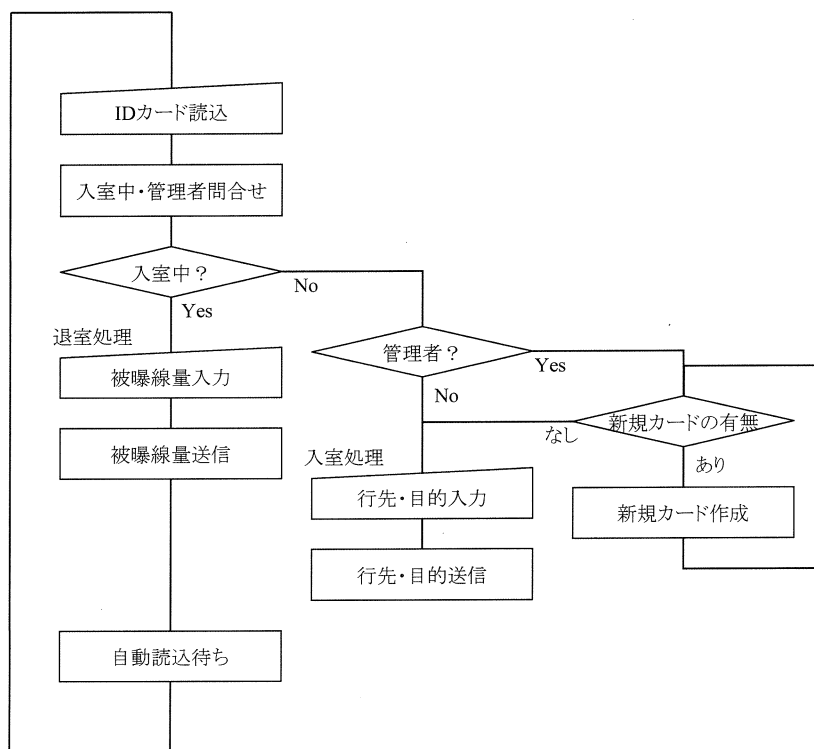 IDカード読込
入室中・管理者問合せ
入室中？
No
Yes
退室処理
管理者？
Yes
被曝線量入力
No
新規カードの有無
なし
被曝線量送信
入室処理
あり
行先・目的入力
新規カード作成
行先・目的送信
自動読込待ち